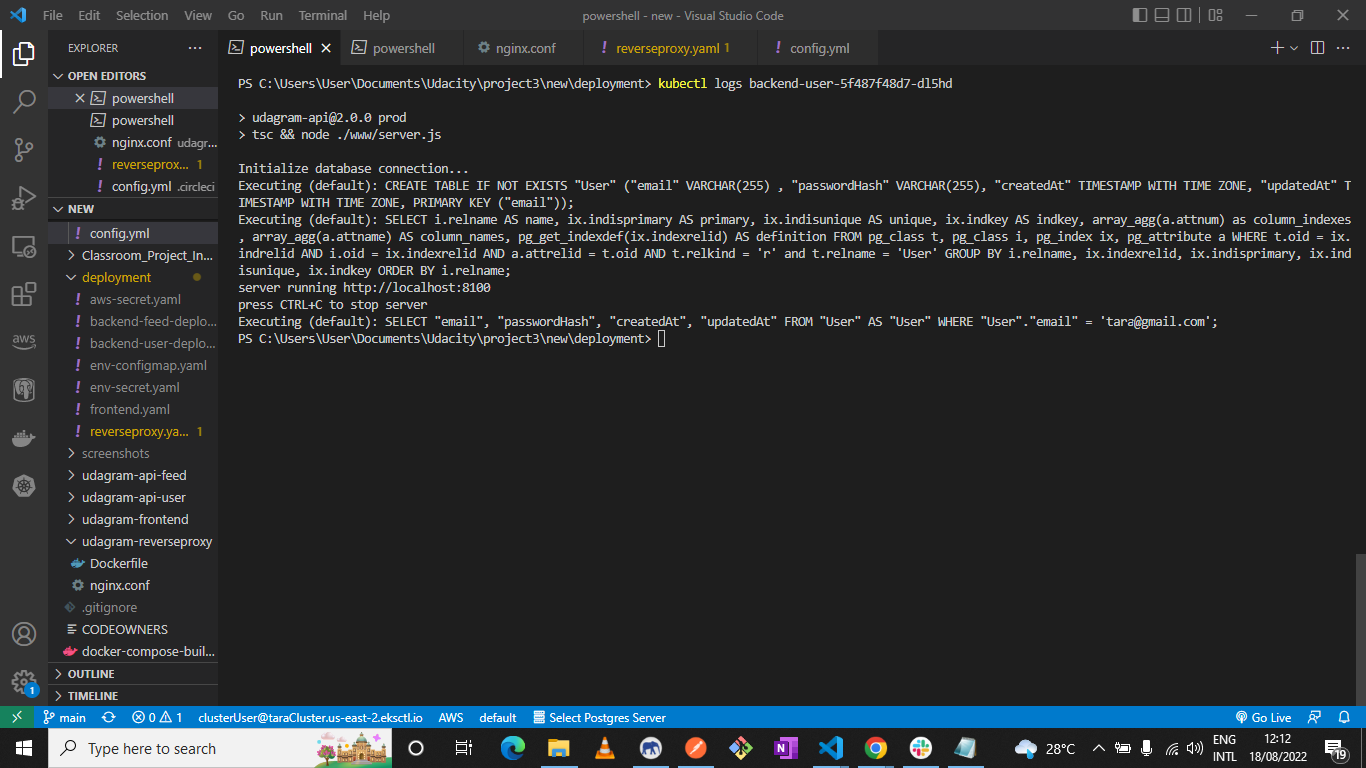 File Edit Selection View Go Run Terminal Help
powershell - new - Visual Studio Code
EXPLORER
OPEN EDITORS
powershell
powershell
nginx.conf udagr...
reverseprox... 1
config.yml .circleci
NEW
config.yml
Classroom_Project_In...
deployment
aws-secret.yaml
backend-feed-deplo...
backend-user-deplo...
env-configmap.yaml
env-secret.yaml
frontend.yaml
reverseproxy.ya... 1
screenshots
udagram-api-feed
udagram-api-user
udagram-frontend
udagram-reverseproxy
Dockerfile
nginx.conf
.gitignore
CODEOWNERS
docker-compose-buil...
OUTLINE
TIMELINE
aws
1
powershell powershell nginx.conf reverseproxy.yaml 1 config.yml
PS C:\Users\User\Documents\Udacity\project3\new\deployment> kubectl logs backend-user-5f487f48d7-dl5hd
> udagram-api@2.0.0 prod
> tsc && node ./www/server.js
Initialize database connection...
Executing (default): CREATE TABLE IF NOT EXISTS "User" ("email" VARCHAR(255) , "passwordHash" VARCHAR(255), "createdAt" TIMESTAMP WITH TIME ZONE, "updatedAt" T
IMESTAMP WITH TIME ZONE, PRIMARY KEY ("email"));
Executing (default): SELECT i.relname AS name, ix.indisprimary AS primary, ix.indisunique AS unique, ix.indkey AS indkey, array_agg(a.attnum) as column_indexes
, array_agg(a.attname) AS column_names, pg_get_indexdef(ix.indexrelid) AS definition FROM pg_class t, pg_class i, pg_index ix, pg_attribute a WHERE t.oid = ix.
indrelid AND i.oid = ix.indexrelid AND a.attrelid = t.oid AND t.relkind = 'r' and t.relname = 'User' GROUP BY i.relname, ix.indexrelid, ix.indisprimary, ix.ind
isunique, ix.indkey ORDER BY i.relname;
server running http://localhost:8100
press CTRL+C to stop server
Executing (default): SELECT "email", "passwordHash", "createdAt", "updatedAt" FROM "User" AS "User" WHERE "User"."email" = 'tara@gmail.com';
PS C:\Users\User\Documents\Udacity\project3\new\deployment>
main 0 1 clusterUser@taraCluster.us-east-2.eksctl.io AWS default Select Postgres Server Go Live
Type here to search
28°C
ENG
INTL
12:12
18/08/2022
19